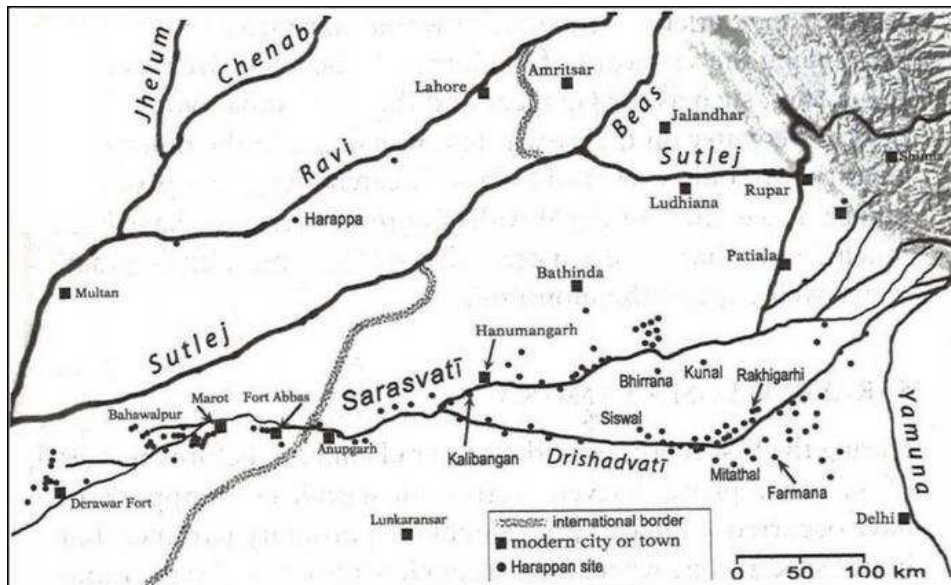 Jhelum
Chenab
Amritsar
Lahore
Beas
Jalandhar
Ravi
Sutlej
Shimla
Rupar
Ludhiana
Harappa
Patiala
Multan
Bathinda
Sutlej
Hanumangarh
Sarasvatī
Bhirrana
Kunal
Rakhigarhi
Marot
Fort Abbas
Bahawalpur
Siswal
Yamuna
Anupgarh
Kalibangan
Drishadvatī
Mitathal
Farmana
Derawar Fort
Lunkaransar
Delhi
international border
modern city or town
Harappan site
0 50 100 km